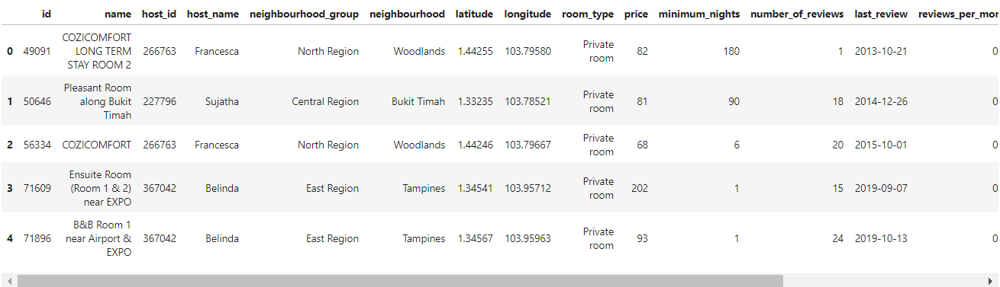 id name host_id host_name neighbourhood_group neighbourhood latitude longitude room_type price minimum_nights number_of_reviews last_review reviews_per_mor
COZICOMFORT
LONG TERM
STAY ROOM 2
0 49091 266763 Francesca North Region Woodlands 1.44255 103.79580 Private room 82 180 1 2013-10-21 0
Pleasant Room
along Bukit
Timah
1 50646 227796 Sujatha Central Region Bukit Timah 1.33235 103.78521 Private room 81 90 18 2014-12-26 0
2 56334 COZICOMFORT 266763 Francesca North Region Woodlands 1.44246 103.79667 Private room 68 6 20 2015-10-01 0
Ensuite Room
(Room 1 & 2)
near EXPO
3 71609 367042 Belinda East Region Tampines 1.34541 103.95712 Private room 202 1 15 2019-09-07 0
B&B Room 1
near Airport &
EXPO
4 71896 367042 Belinda East Region Tampines 1.34567 103.95963 Private room 93 1 24 2019-10-13 0